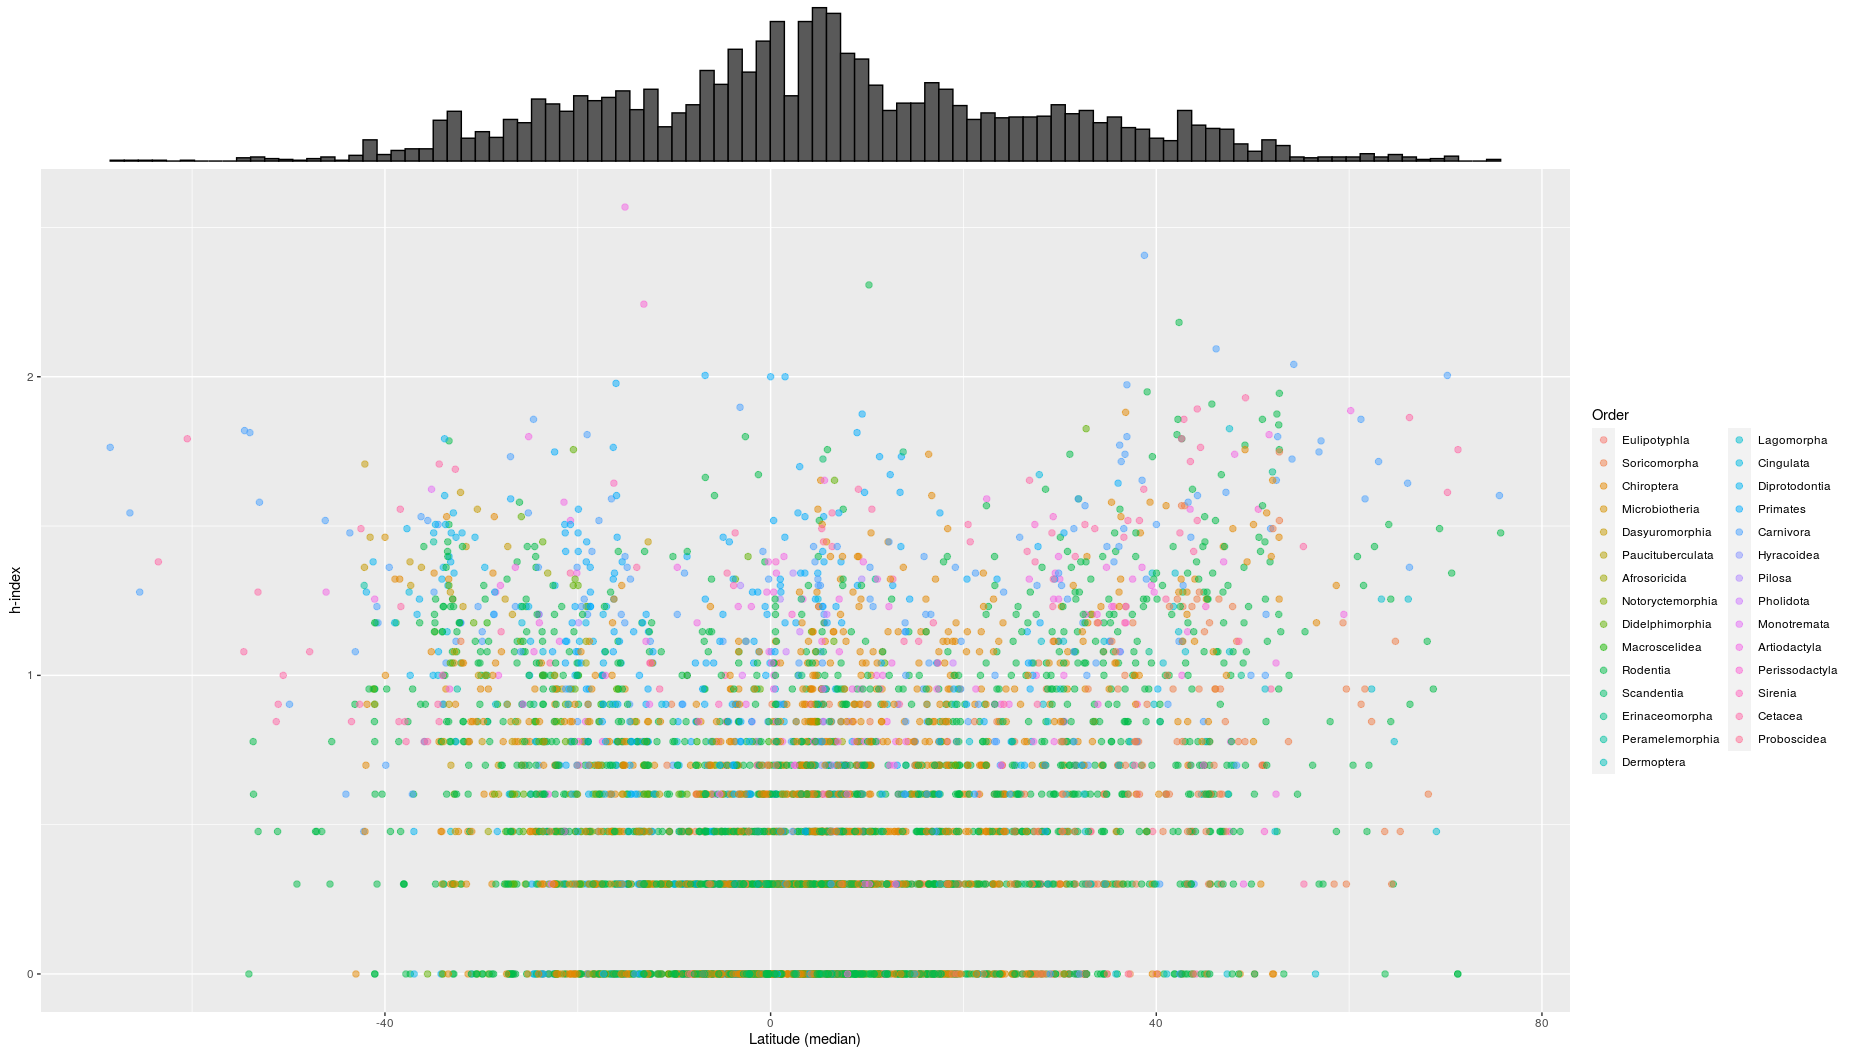 h-index
2
1
0
-40
0
40
80
Latitude (median)
Order
Eulipotyphla
Soricomorpha
Chiroptera
Microbiotheria
Dasyuromorphia
Paucituberculata
Afrosoricida
Notoryctemorphia
Didelphimorphia
Macroscelidea
Rodentia
Scandentia
Erinaceomorpha
Peramelemorphia
Dermoptera
Lagomorpha
Cingulata
Diprotodontia
Primates
Carnivora
Hyracoidea
Pilosa
Pholidota
Monotremata
Artiodactyla
Perissodactyla
Sirenia
Cetacea
Proboscidea